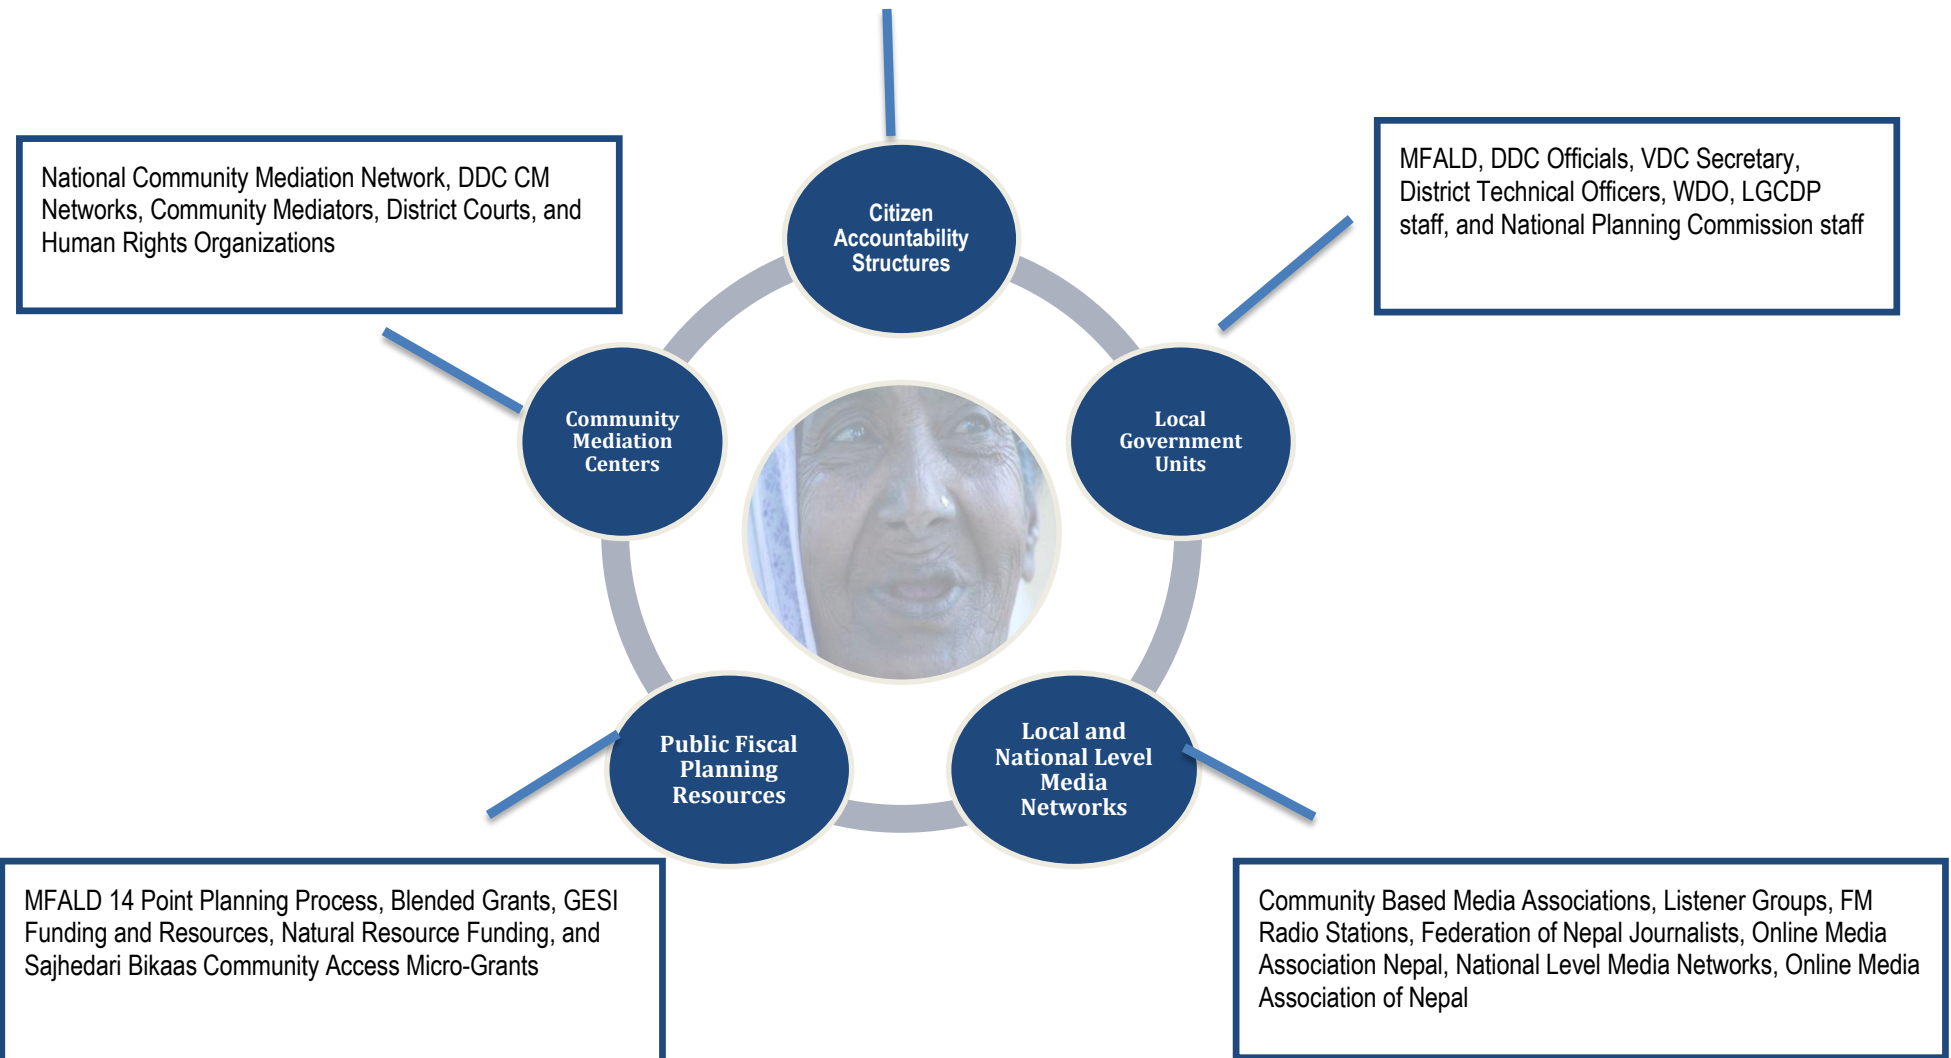 National Community Mediation Network, DDC CM
Networks, Community Mediators, District Courts, and
Human Rights Organizations
MFALD, DDC Officials, VDC Secretary,
District Technical Officers, WDO, LGCDP
staff, and National Planning Commission staff
Citizen
Accountability
Structures
Community
Mediation
Centers
Local
Government
Units
Public Fiscal
Planning
Resources
Local and
National Level
Media
Networks
MFALD 14 Point Planning Process, Blended Grants, GESI
Funding and Resources, Natural Resource Funding, and
Sajhedari Bikaas Community Access Micro-Grants
Community Based Media Associations, Listener Groups, FM
Radio Stations, Federation of Nepal Journalists, Online Media
Association Nepal, National Level Media Networks, Online Media
Association of Nepal